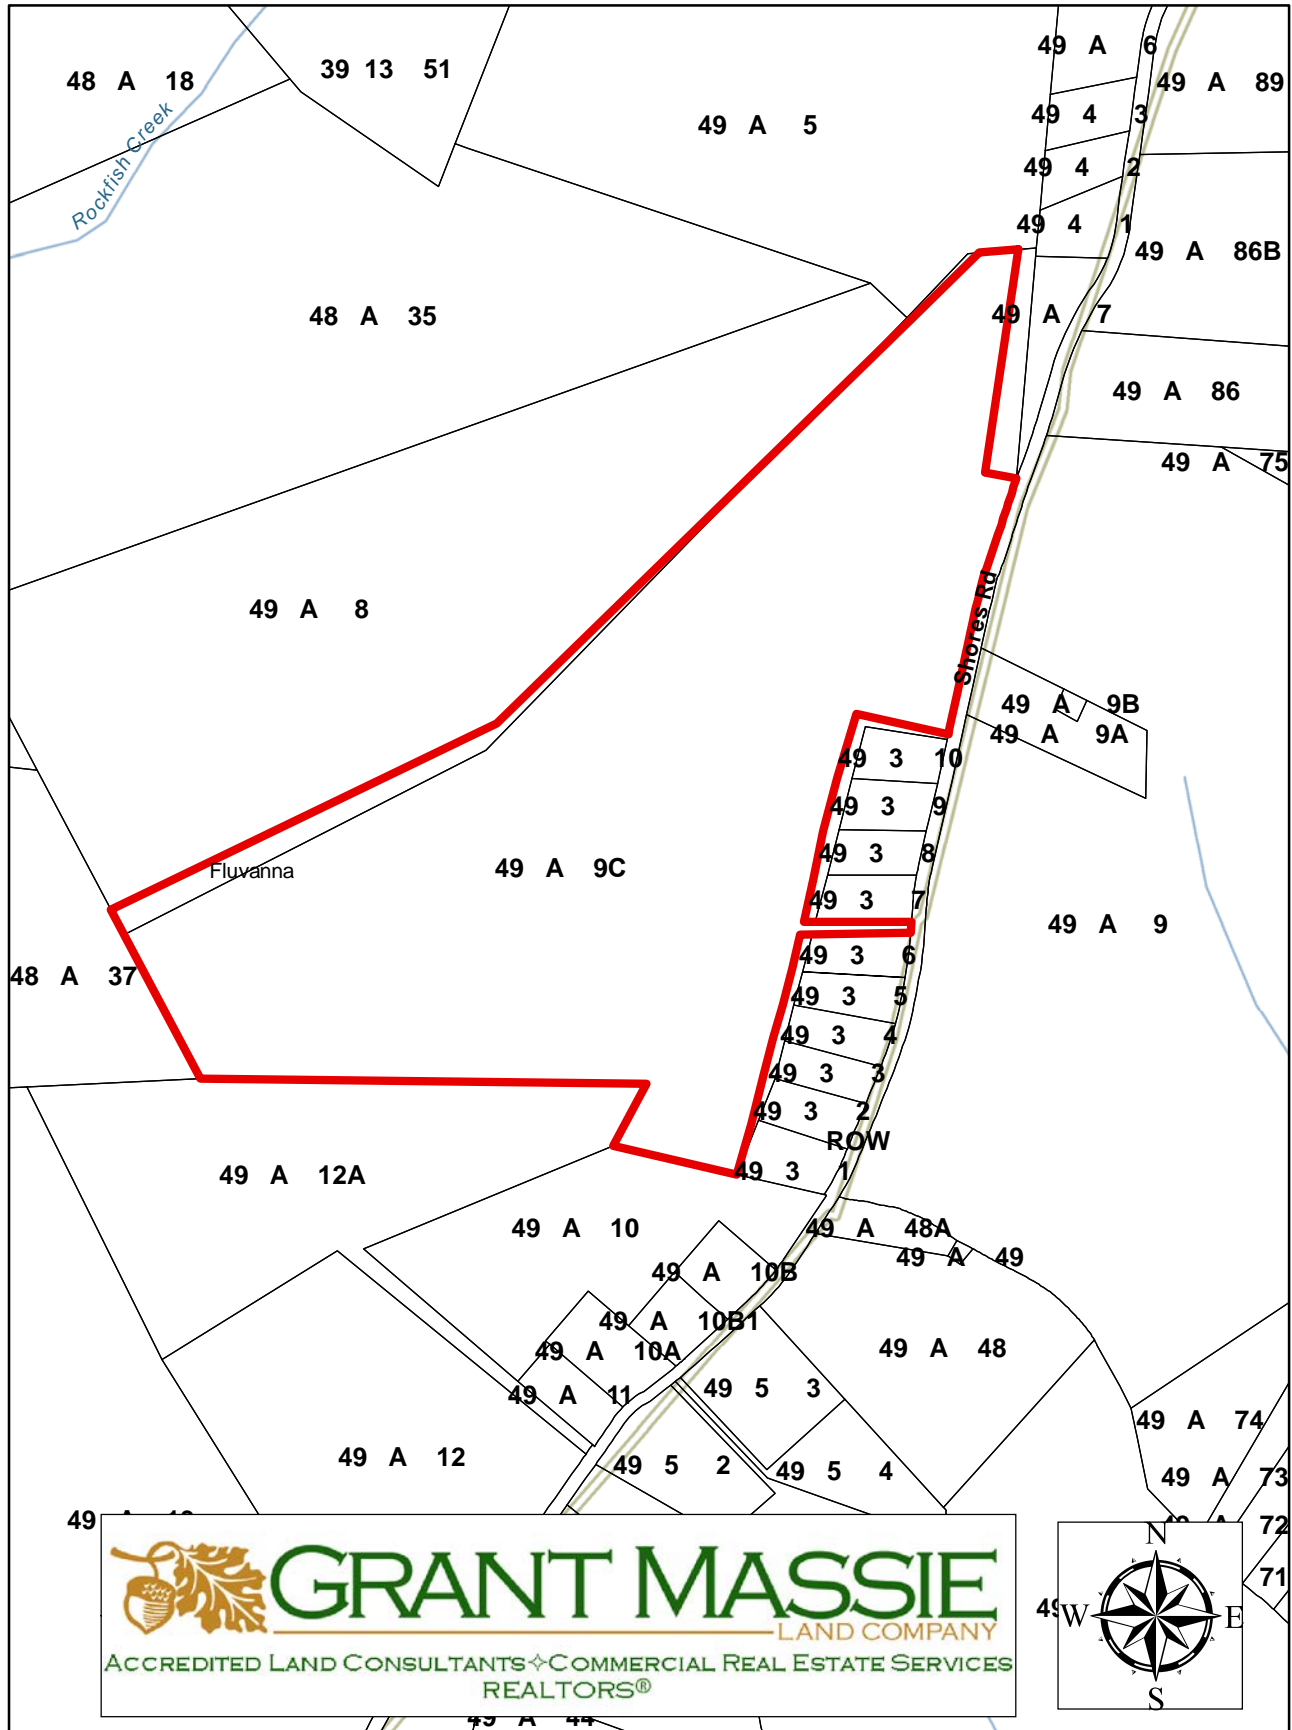 49 A 6
39 13 51
48 A 18
49 A 89
49 4 3
49 A 5
Rockfish Creek
49 4 2
49 4 1
49 A 86B
48 A 35
49 A 7
49 A 86
49 A 75
49 A 8
Shores Rd
49 A 9B
49 A 9A
49 3 10
49 3 9
49 3 8
Fluvanna
49 A 9C
49 3 7
49 A 9
49 3 6
48 A 37
49 3 5
49 3 4
49 3 3
49 3 2
ROW
49 3 1
49 A 12A
49 A 10
49 A 48A
49 A 49
49 A 10B
49 A 10B1
49 A 10A
49 A 48
49 5 3
49 A 11
49 A 74
49 A 12
49 5 2
49 5 4
49 A 73
49
49 A 72
71
49
GRANT MASSIE
LAND COMPANY
ACCREDITED LAND CONSULTANTS✧COMMERCIAL REAL ESTATE SERVICES
REALTORS®
N
W E
S
49 A 44